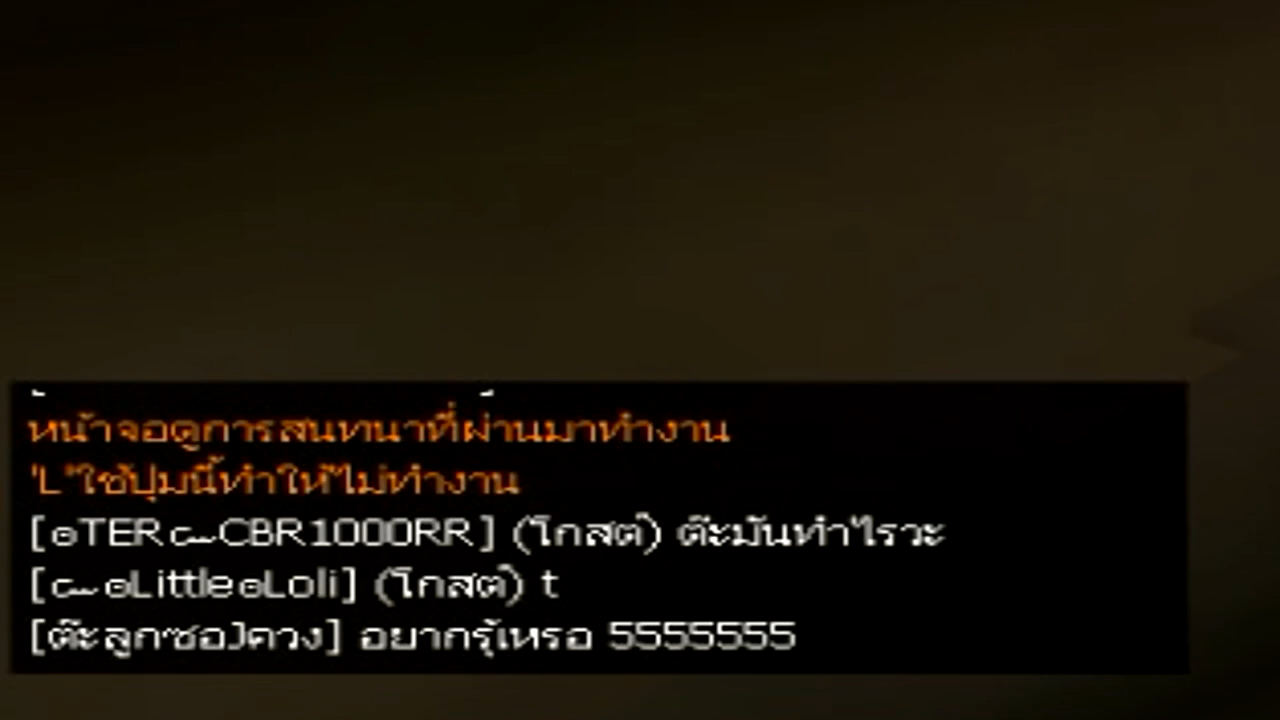 หน้าจอดูการสนทนาที่ผ่านมาทำงาน
'L'ใช้ปุ่มนี้ทำให้ไม่ทำงาน
[๏TER๛CBR1000RR] (โกสต์) ต๊ะมันทำไรวะ
[๛๏Little๏Loli] (โกสต์) t
[ต๊ะลูกซอJควง] อยากรู้เหรอ 5555555